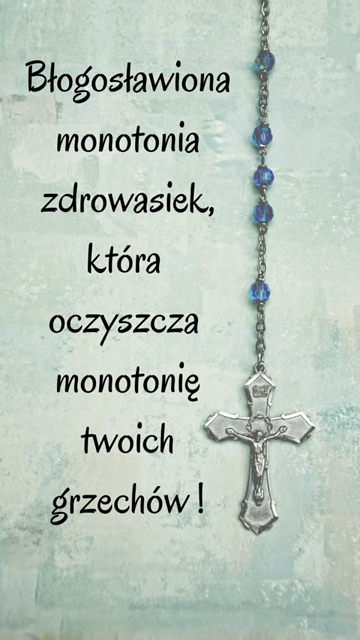 Błogosławiona
monotonia
zdrowasiek,
która
oczyszcza
monotonię
twoich
grzechów !